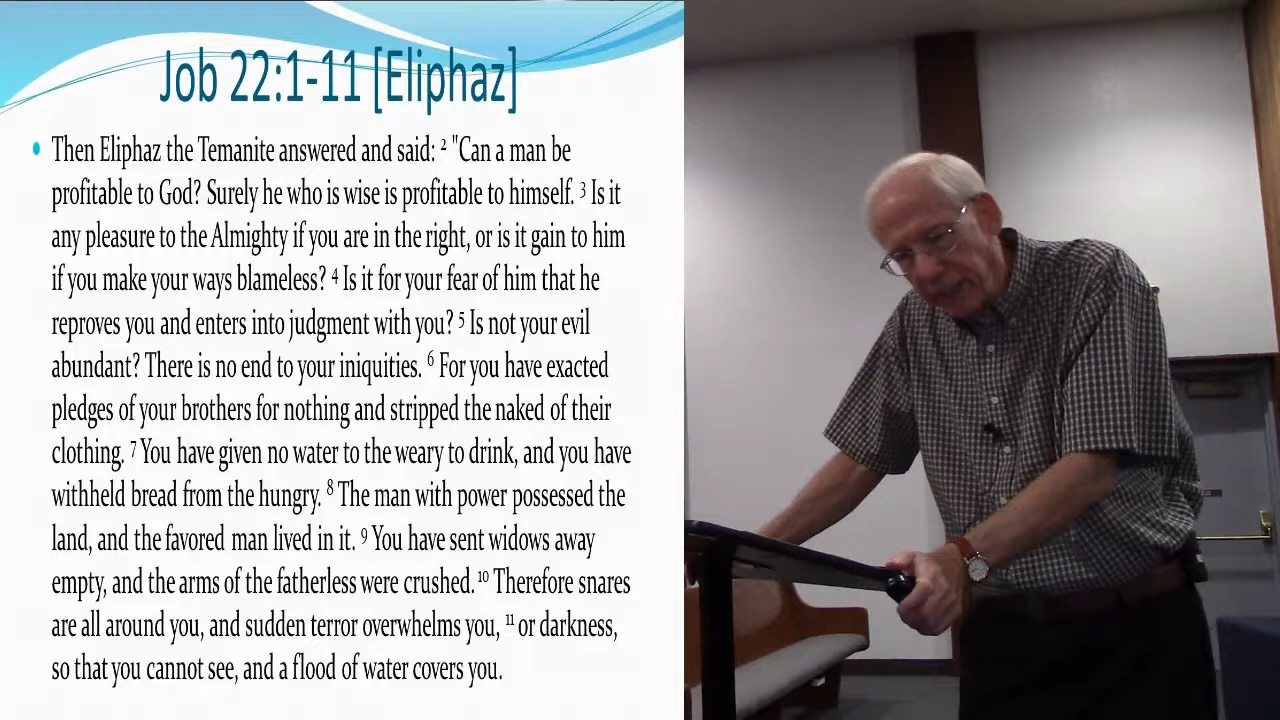 Job 22:1-11 [Eliphaz]
• Then Eliphaz the Temanite answered and said: ² "Can a man be
profitable to God? Surely he who is wise is profitable to himself. ³ Is it
any pleasure to the Almighty if you are in the right, or is it gain to him
if you make your ways blameless? ⁴ Is it for your fear of him that he
reproves you and enters into judgment with you? ⁵ Is not your evil
abundant? There is no end to your iniquities. ⁶ For you have exacted
pledges of your brothers for nothing and stripped the naked of their
clothing. ⁷ You have given no water to the weary to drink, and you have
withheld bread from the hungry. ⁸ The man with power possessed the
land, and the favored man lived in it. ⁹ You have sent widows away
empty, and the arms of the fatherless were crushed. ¹⁰ Therefore snares
are all around you, and sudden terror overwhelms you, ¹¹ or darkness,
so that you cannot see, and a flood of water covers you.